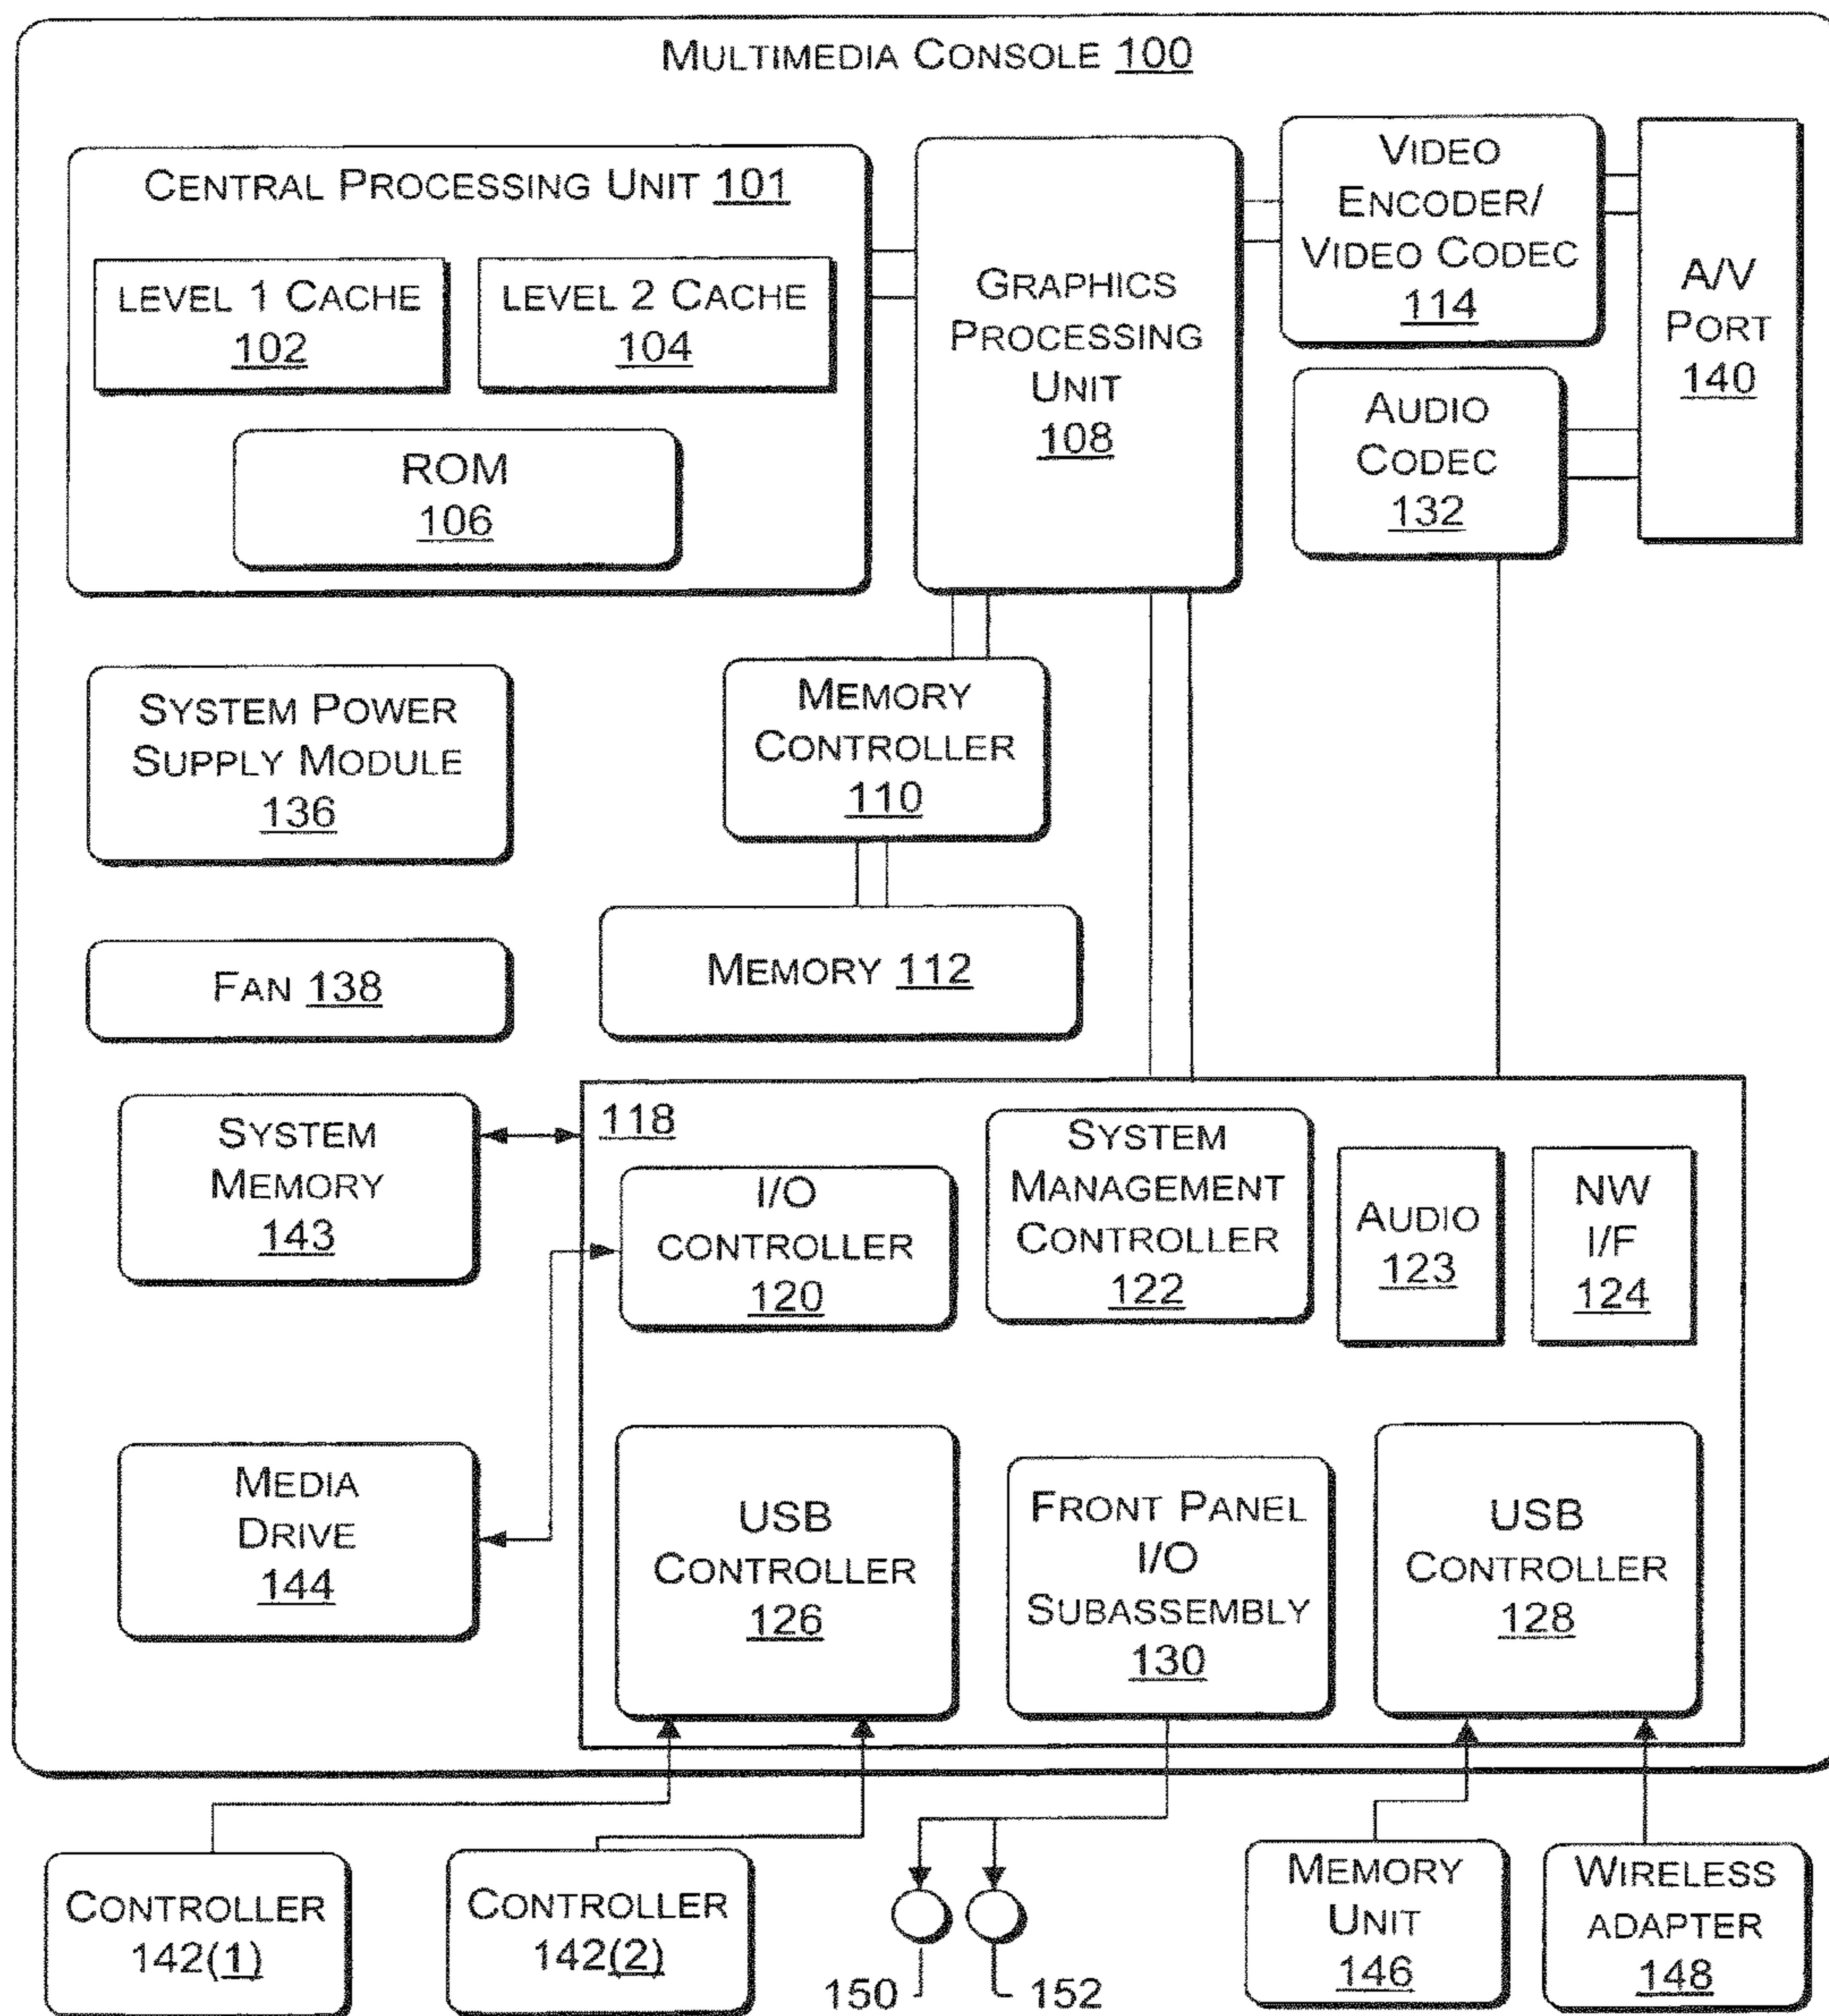 MULTIMEDIA CONSOLE 100
CENTRAL PROCESSING UNIT 101
LEVEL 1 CACHE
102
LEVEL 2 CACHE
104
ROM
106
GRAPHICS
PROCESSING
UNIT
108
VIDEO
ENCODER/
VIDEO CODEC
114
A/V
PORT
140
AUDIO
CODEC
132
SYSTEM POWER
SUPPLY MODULE
136
MEMORY
CONTROLLER
110
FAN 138
MEMORY 112
SYSTEM
MEMORY
143
118
I/O
CONTROLLER
120
SYSTEM
MANAGEMENT
CONTROLLER
122
AUDIO
123
NW
I/F
124
MEDIA
DRIVE
144
USB
CONTROLLER
126
FRONT PANEL
I/O
SUBASSEMBLY
130
USB
CONTROLLER
128
CONTROLLER
142(1)
CONTROLLER
142(2)
150
152
MEMORY
UNIT
146
WIRELESS
ADAPTER
148